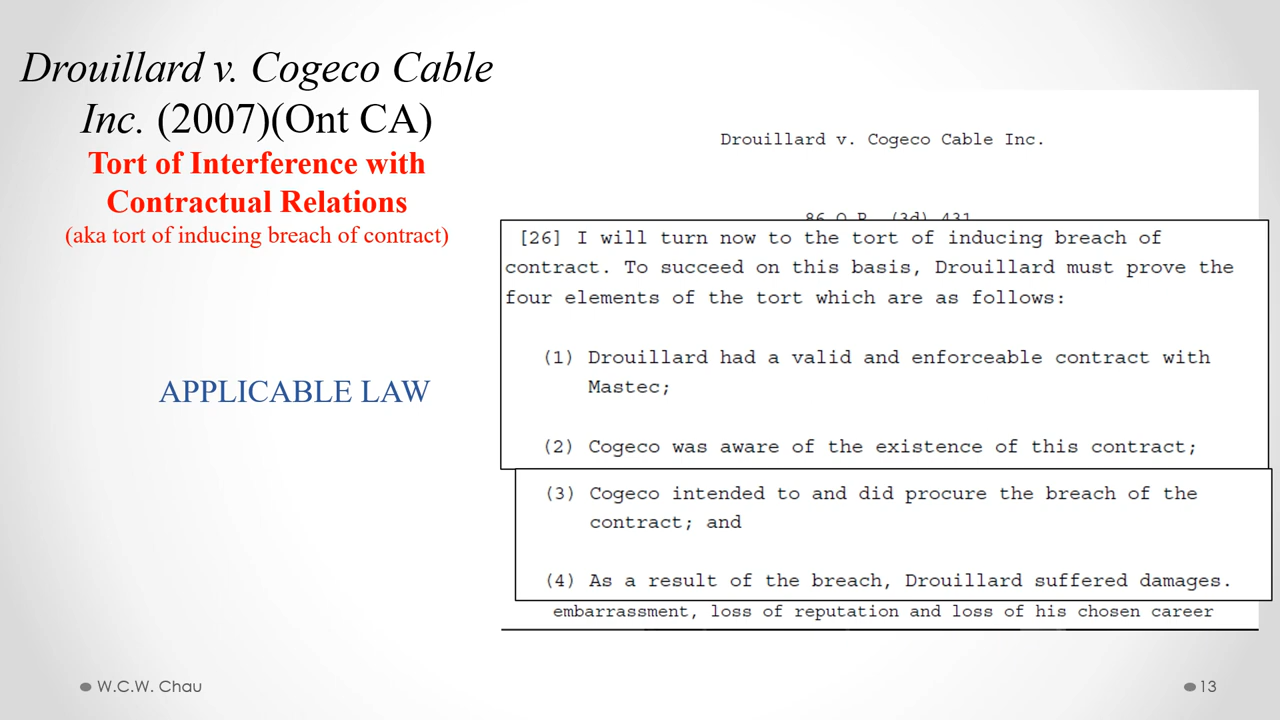 Drouillard v. Cogeco Cable
Inc. (2007)(Ont CA)
Tort of Interference with
Contractual Relations
(aka tort of inducing breach of contract)
APPLICABLE LAW
Drouillard v. Cogeco Cable Inc.
86 O.R. (3d) 431
[26] I will turn now to the tort of inducing breach of
contract. To succeed on this basis, Drouillard must prove the
four elements of the tort which are as follows:
(1) Drouillard had a valid and enforceable contract with
Mastec;
(2) Cogeco was aware of the existence of this contract;
(3) Cogeco intended to and did procure the breach of the
contract; and
(4) As a result of the breach, Drouillard suffered damages.
embarrassment, loss of reputation and loss of his chosen career
W.C.W. Chau
13